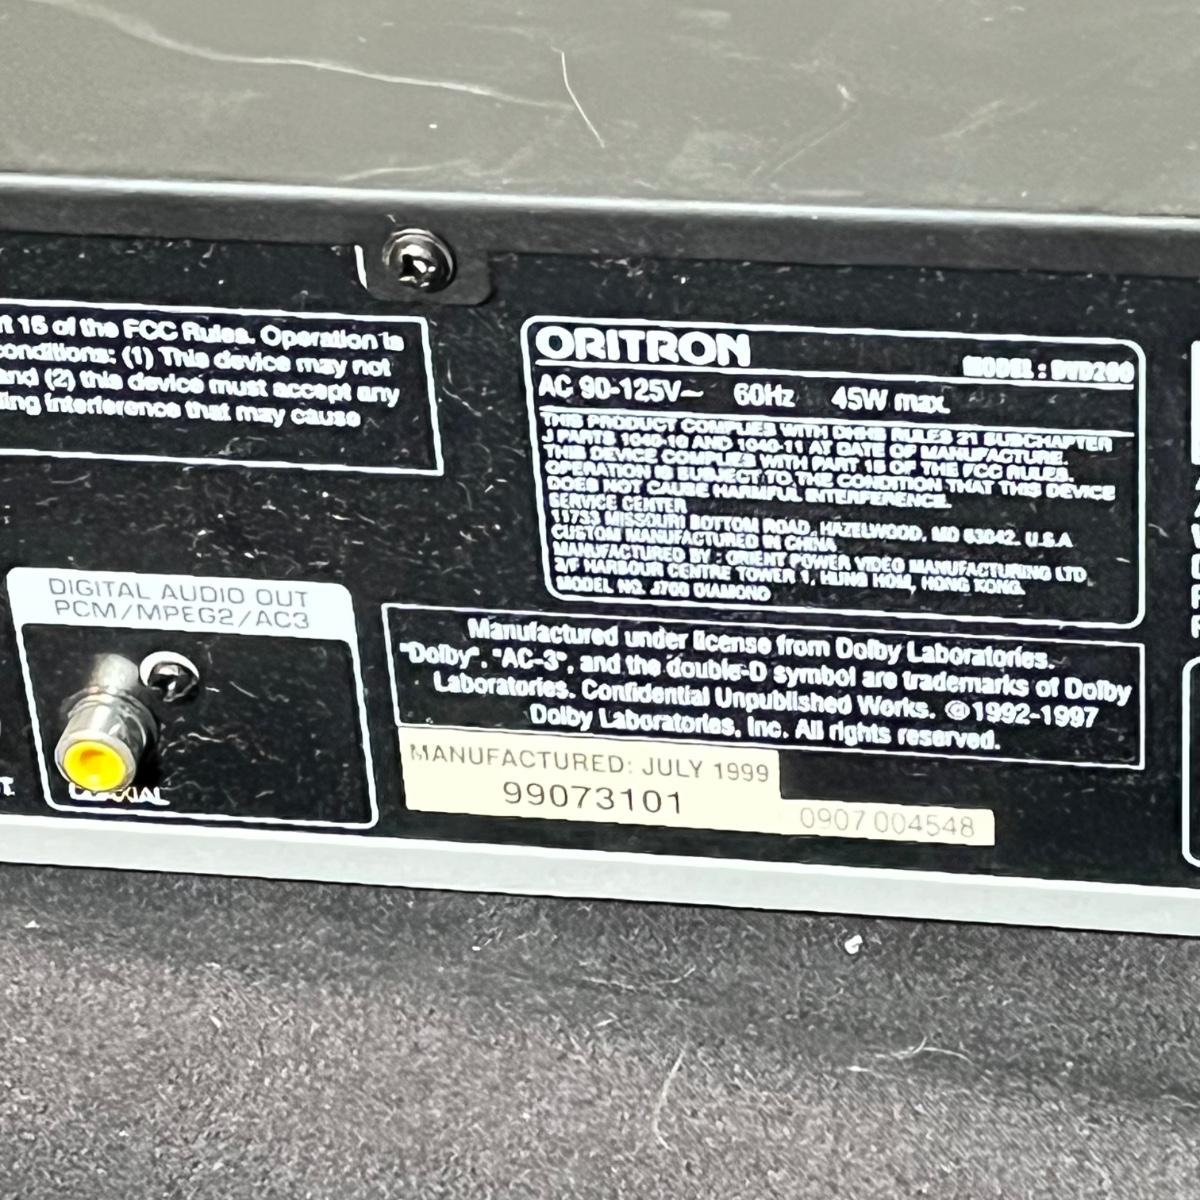 t 15 of the FCC Rules. Operation is
conditions: (1) This device may not
and (2) this device must accept any
ing interference that may cause
ORITRON
MODEL : DVD200
AC 90-125V~ 60Hz 45W max.
THIS PRODUCT COMPLIES WITH DHHS RULES 21 SUBCHAPTER
J PARTS 1040-10 AND 1040-11 AT DATE OF MANUFACTURE.
THIS DEVICE COMPLIES WITH PART 15 OF THE FCC RULES.
OPERATION IS SUBJECT TO THE CONDITION THAT THIS DEVICE
DOES NOT CAUSE HARMFUL INTERFERENCE.
SERVICE CENTER
11733 MISSOURI BOTTOM ROAD, HAZELWOOD, MO 63042. U.S.A
CUSTOM MANUFACTURED IN CHINA
MANUFACTURED BY : ORIENT POWER VIDEO MANUFACTURING LTD
3/F HARBOUR CENTRE TOWER 1, HUNG HOM, HONG KONG.
MODEL NO. J700 DIAMOND
DIGITAL AUDIO OUT
PCM/MPEG2/AC3
COAXIAL
T.
Manufactured under license from Dolby Laboratories.
"Dolby", "AC-3", and the double-D symbol are trademarks of Dolby
Laboratories. Confidential Unpublished Works. © 1992-1997
Dolby Laboratories, Inc. All rights reserved.
MANUFACTURED: JULY 1999
99073101
0907 004548